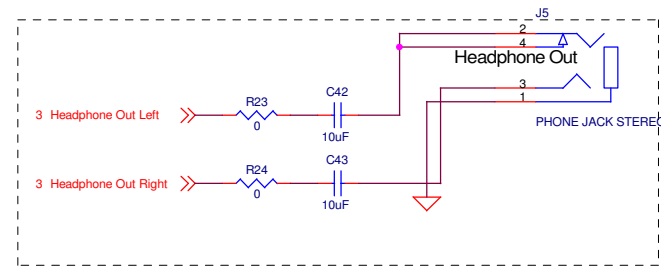 J5
2
4
Headphone Out
3
1
PHONE JACK STEREO
3 Headphone Out Left
R23
0
C42
10uF
3 Headphone Out Right
R24
0
C43
10uF